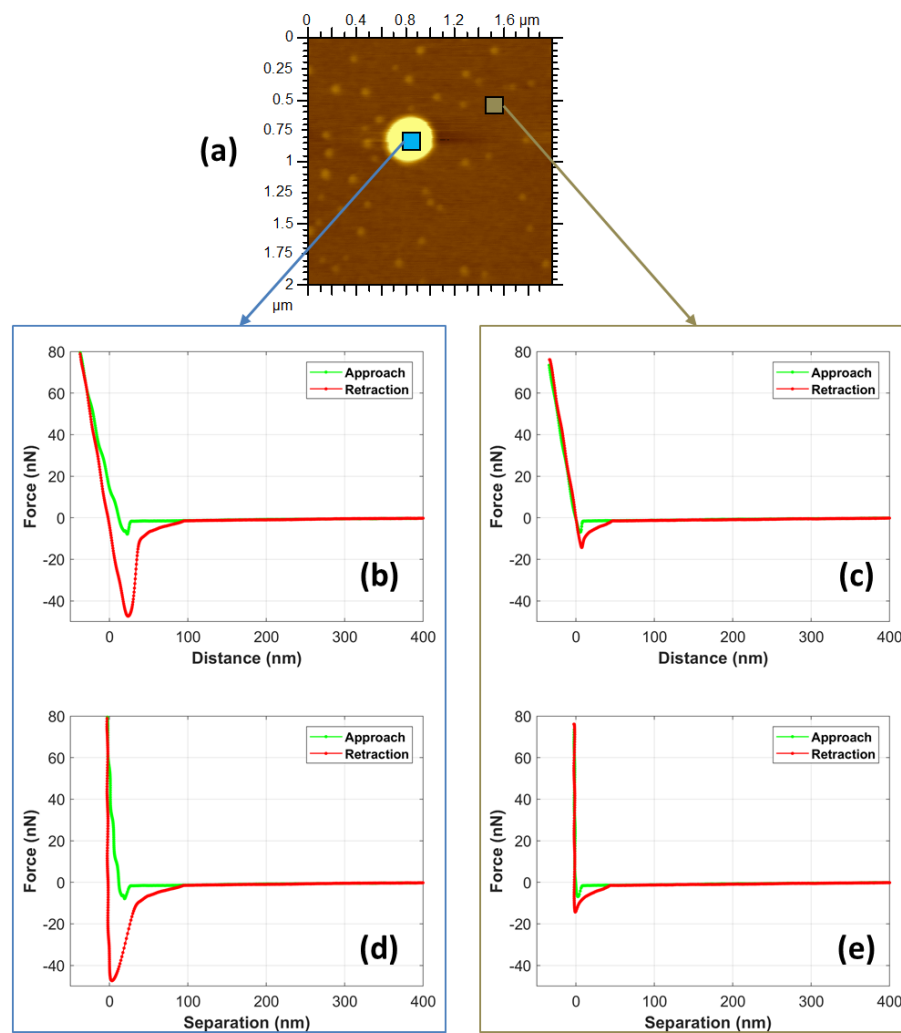 0 0.4 0.8 1.2 1.6 µm
0
0.25
0.5
0.75
1
1.25
1.5
1.75
2
µm
(a)
80
60
40
20
0
-20
-40
Force (nN)
Approach
Retraction
(b)
0 100 200 300 400
Distance (nm)
80
60
40
20
0
-20
-40
Force (nN)
Approach
Retraction
(c)
0 100 200 300 400
Distance (nm)
80
60
40
20
0
-20
-40
Force (nN)
Approach
Retraction
(d)
0 100 200 300 400
Separation (nm)
80
60
40
20
0
-20
-40
Force (nN)
Approach
Retraction
(e)
0 100 200 300 400
Separation (nm)